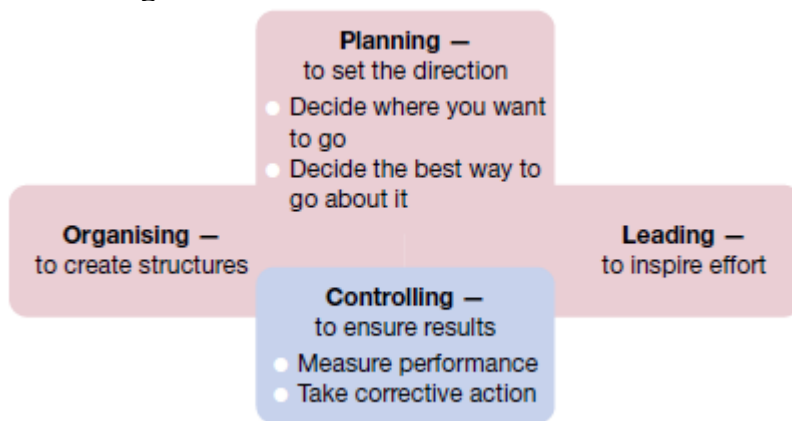 Planning —
to set the direction
Decide where you want
to go
Decide the best way to
go about it
Organising —
to create structures
Leading —
to inspire effort
Controlling —
to ensure results
Measure performance
Take corrective action